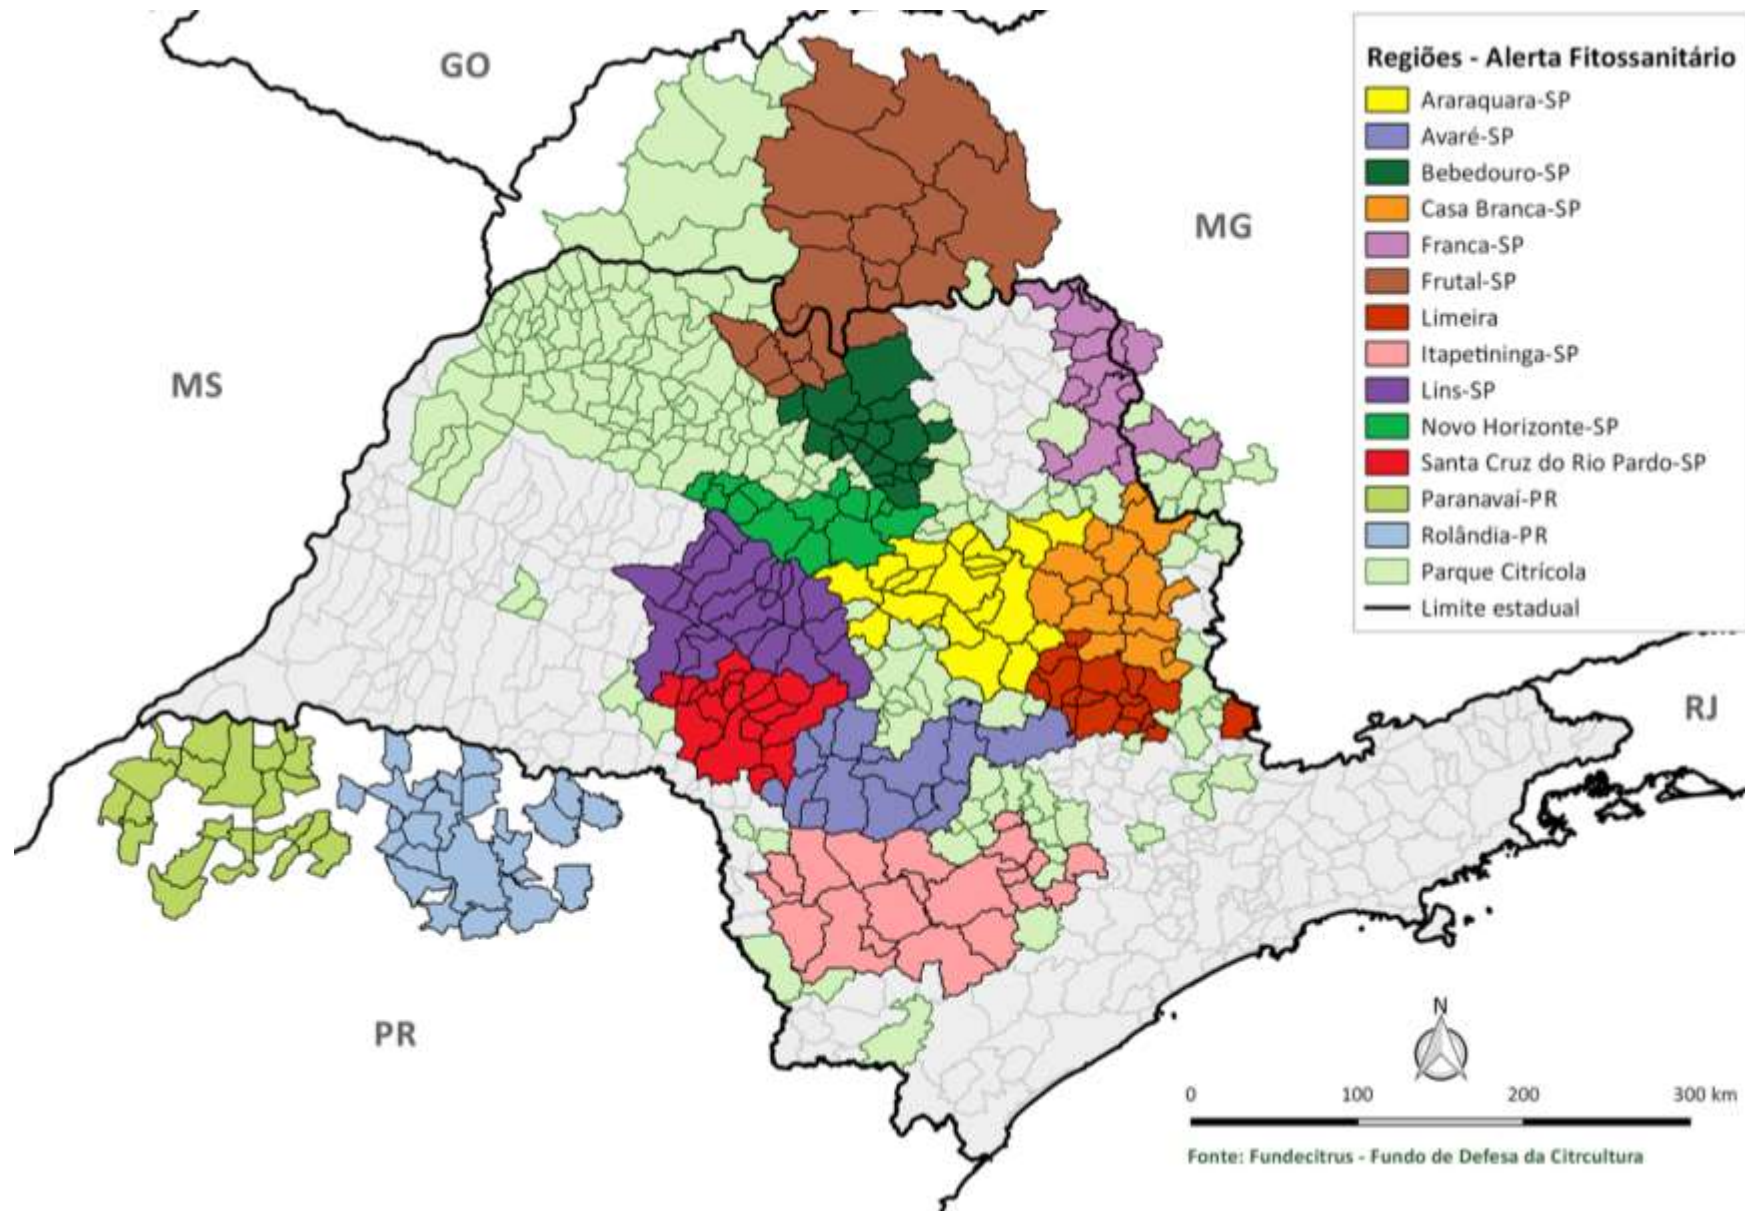 GO
MG
MS
RJ
PR
Regiões - Alerta Fitossanitário
Araraquara-SP
Avaré-SP
Bebedouro-SP
Casa Branca-SP
Franca-SP
Frutal-SP
Limeira
Itapetininga-SP
Lins-SP
Novo Horizonte-SP
Santa Cruz do Rio Pardo-SP
Paranavaí-PR
Rolândia-PR
Parque Citrícola
Limite estadual
N
0 100 200 300 km
Fonte: Fundecitrus - Fundo de Defesa da Citrcultura